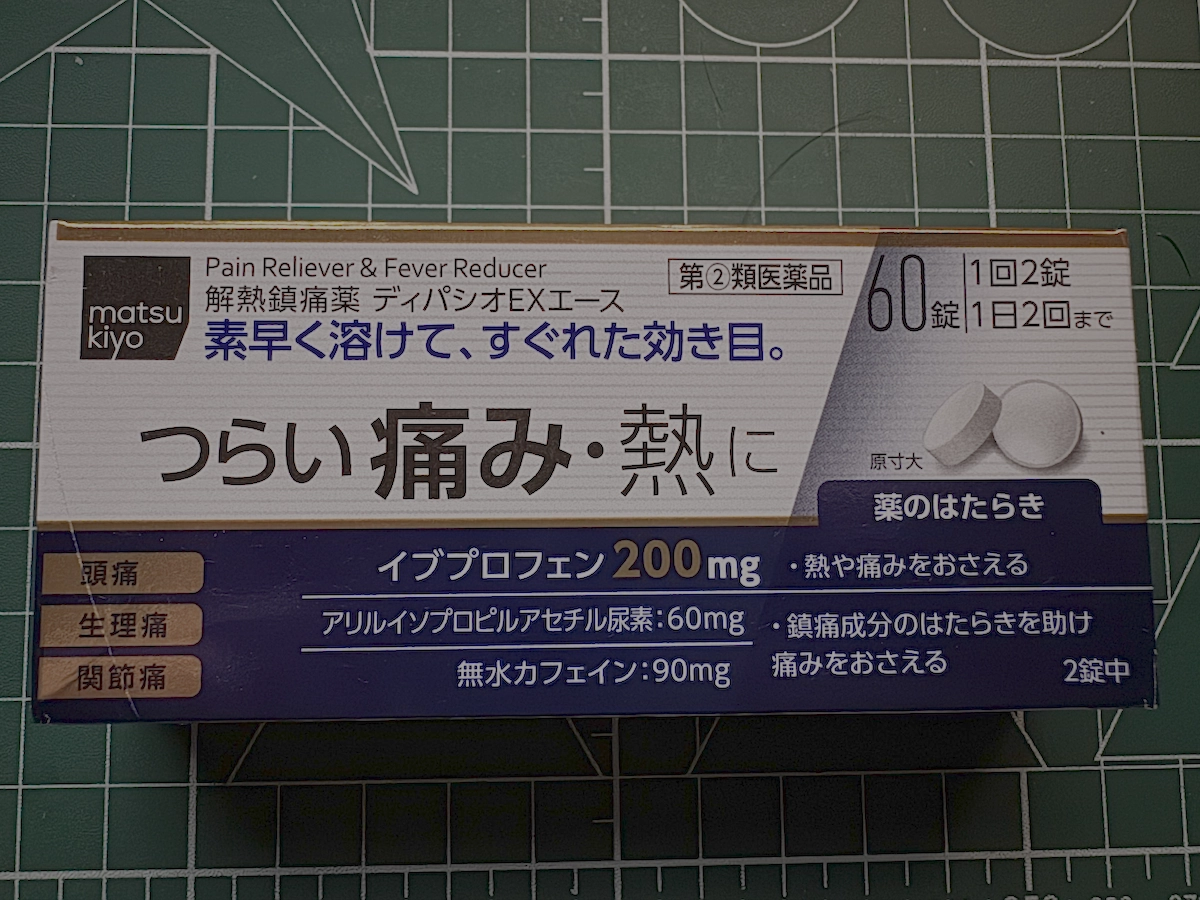 matsu
kiyo
Pain Reliever & Fever Reducer
解熱鎮痛薬 ディパシオEXエース
素早く溶けて、すぐれた効き目。
第②類医薬品
60錠
1回2錠
1日2回まで
つらい痛み・熱に
原寸大
薬のはたらき
頭痛
生理痛
関節痛
イブプロフェン200mg
・熱や痛みをおさえる
アリルイソプロピルアセチル尿素:60mg
無水カフェイン:90mg
・鎮痛成分のはたらきを助け
痛みをおさえる
2錠中